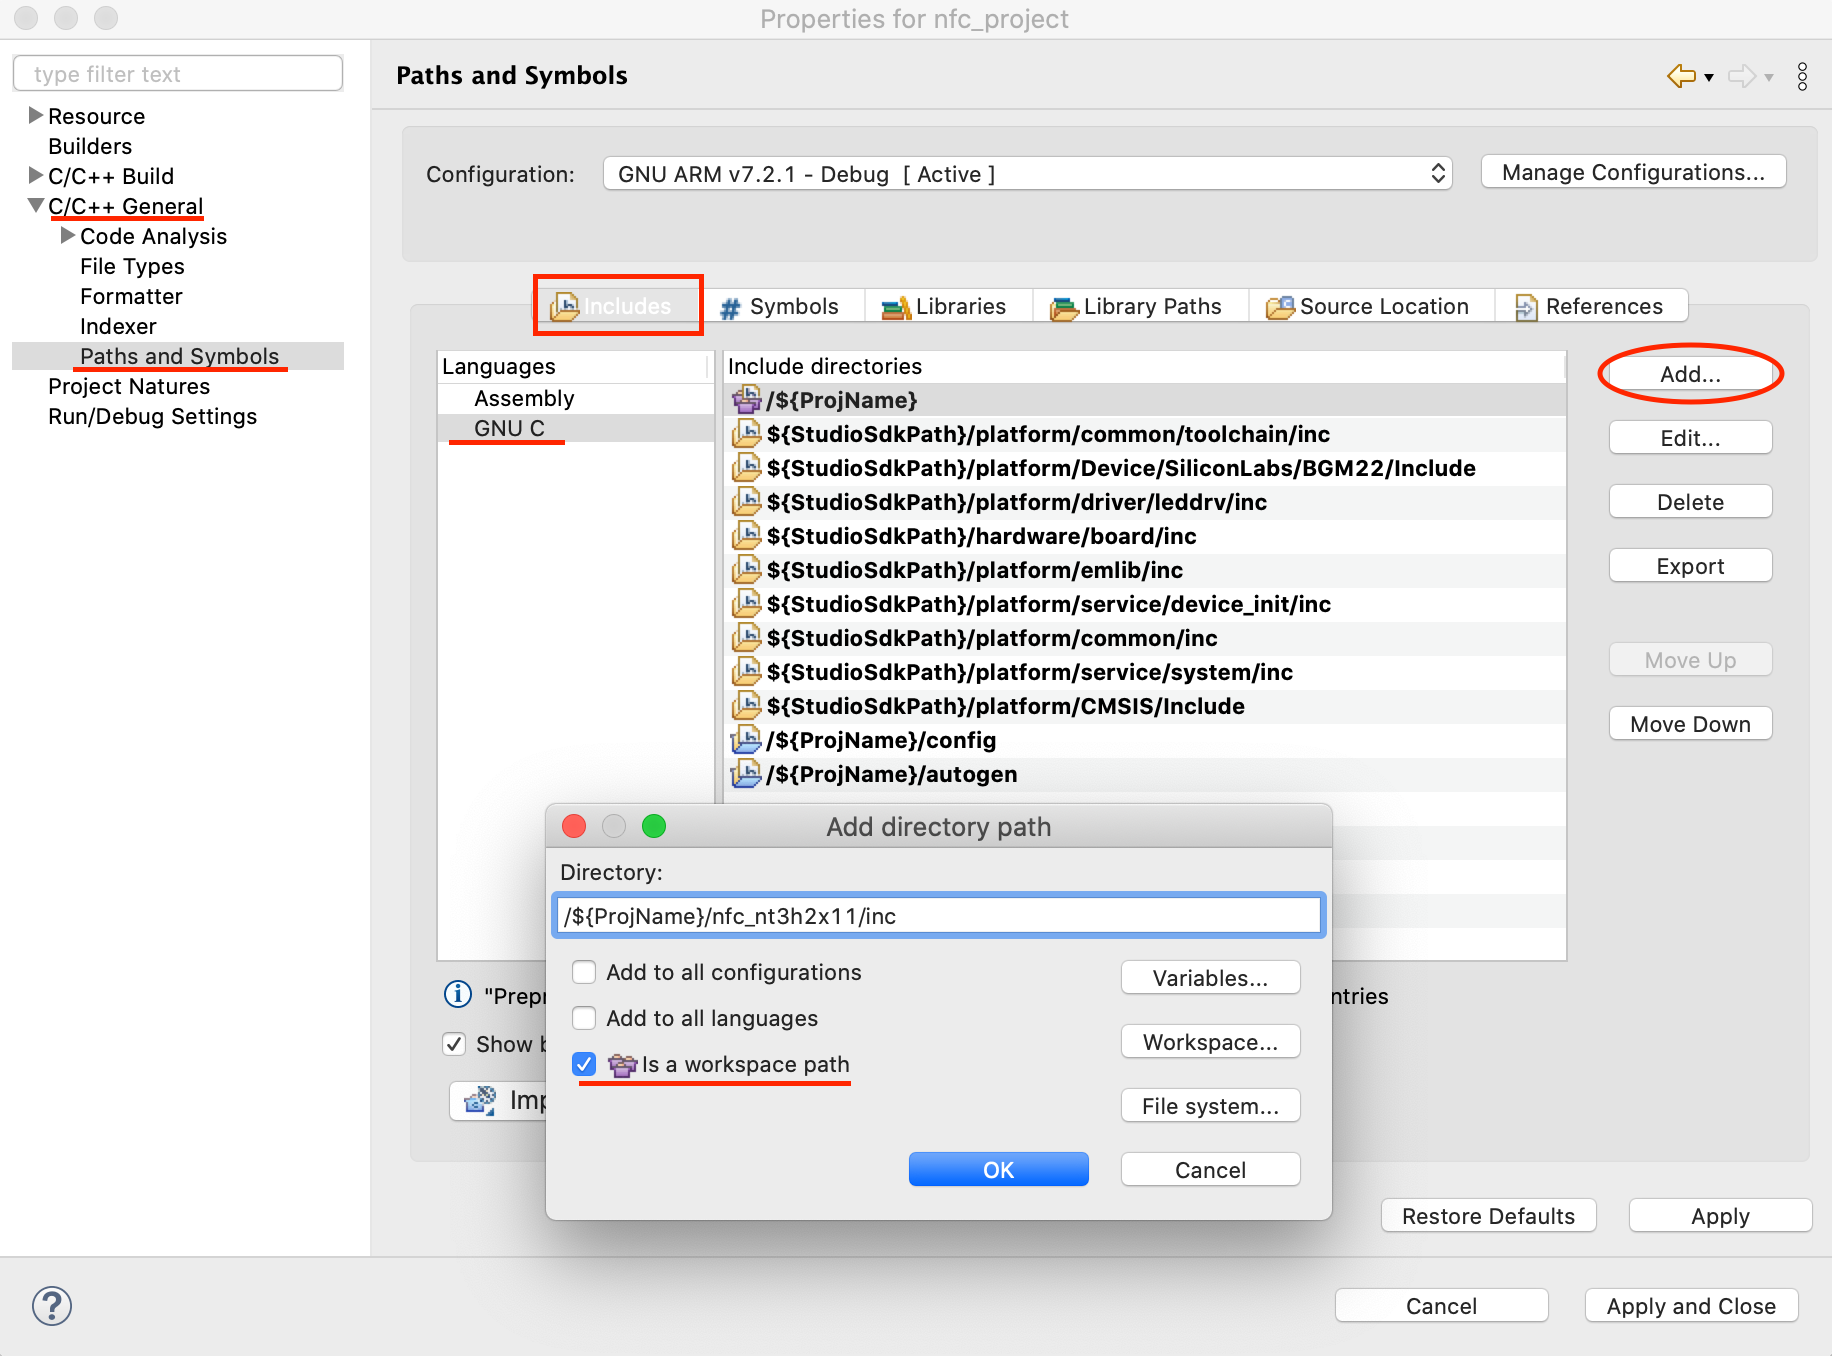 Properties for nfc_project
type filter text
Resource
Builders
C/C++ Build
C/C++ General
Code Analysis
File Types
Formatter
Indexer
Paths and Symbols
Project Natures
Run/Debug Settings
Paths and Symbols
Configuration:
GNU ARM v7.2.1 - Debug [ Active ]
Manage Configurations...
Includes
# Symbols
Libraries
Library Paths
Source Location
References
Languages
Assembly
GNU C
Include directories
/${ProjName}
${StudioSdkPath}/platform/common/toolchain/inc
${StudioSdkPath}/platform/Device/SiliconLabs/BGM22/Include
${StudioSdkPath}/platform/driver/leddrv/inc
${StudioSdkPath}/hardware/board/inc
${StudioSdkPath}/platform/emlib/inc
${StudioSdkPath}/platform/service/device_init/inc
${StudioSdkPath}/platform/common/inc
${StudioSdkPath}/platform/service/system/inc
${StudioSdkPath}/platform/CMSIS/Include
/${ProjName}/config
/${ProjName}/autogen
Add...
Edit...
Delete
Export
Move Up
Move Down
"Prepr
ntries
Show b
Imp
Add directory path
Directory:
/${ProjName}/nfc_nt3h2x11/inc
Add to all configurations
Add to all languages
Is a workspace path
Variables...
Workspace...
File system...
OK
Cancel
Restore Defaults
Apply
?
Cancel
Apply and Close